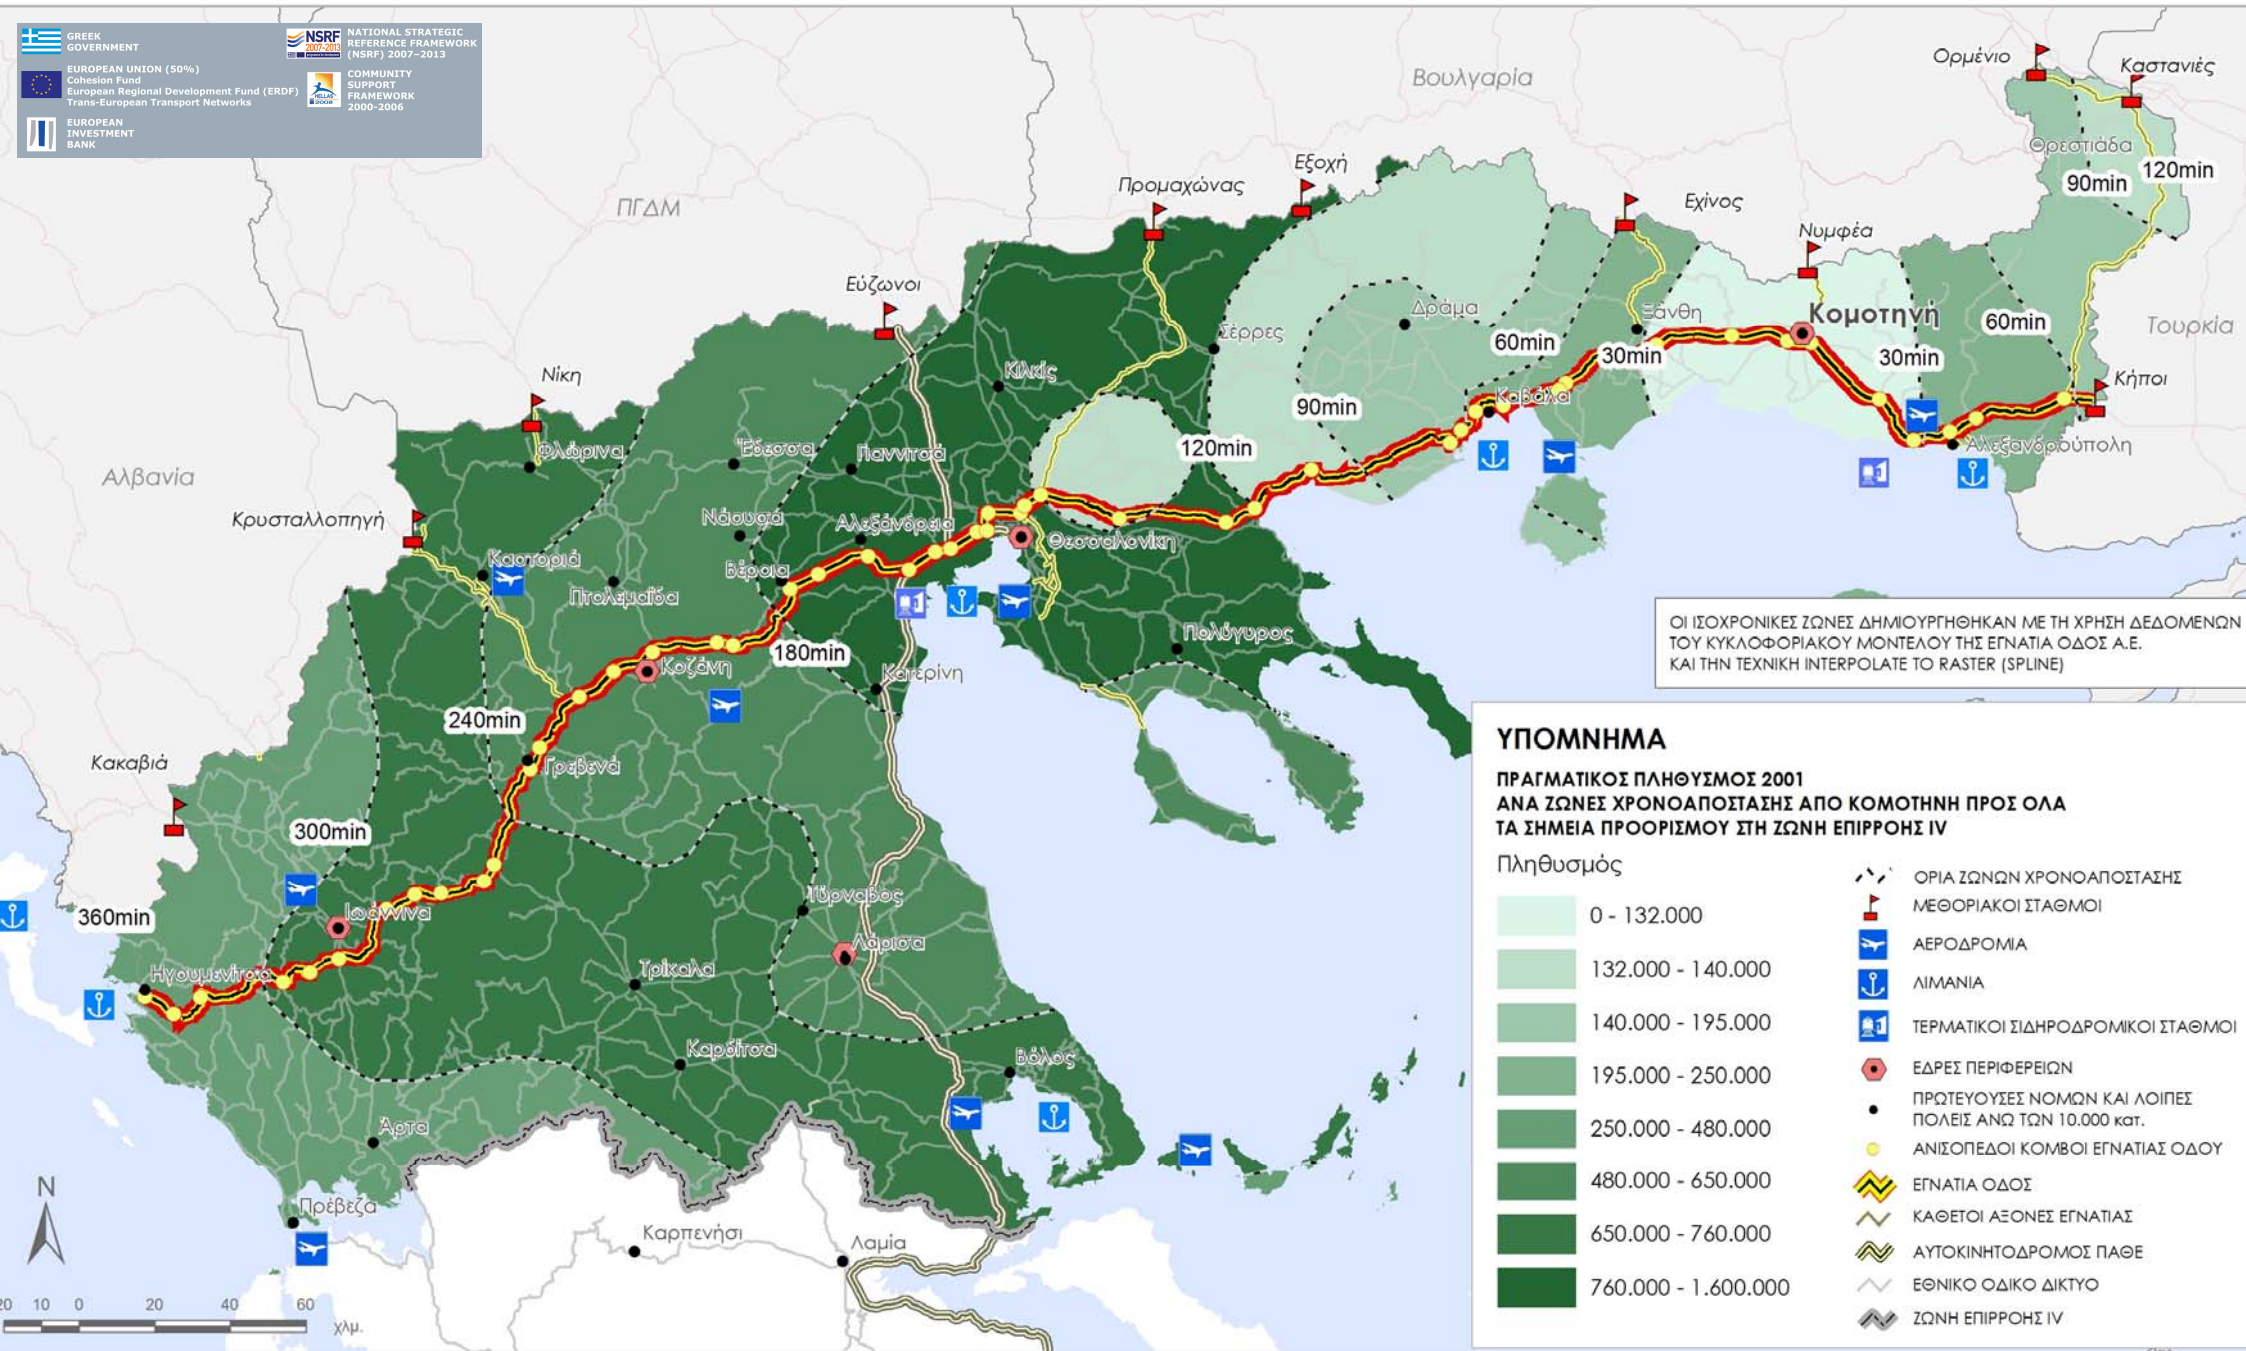 GREEK
GOVERNMENT
EUROPEAN UNION (50%)
Cohesion Fund
European Regional Development Fund (ERDF)
Trans-European Transport Networks
EUROPEAN
INVESTMENT
BANK
NSRF
2007-2013
NATIONAL STRATEGIC
REFERENCE FRAMEWORK
(NSRF) 2007–2013
HELLAS
2006
COMMUNITY
SUPPORT
FRAMEWORK
2000-2006
Βουλγαρία
Ορμένιο
Καστανιές
Ορεστιάδα
120min
90min
Εξοχή
Προμαχώνας
Εχίνος
Νυμφέα
ΠΓΔΜ
Εύζωνοι
Σέρρες
Δράμα
Ξάνθη
Κομοτηνή
60min
60min
Τουρκία
30min
30min
Κιλκίς
Νίκη
Κήποι
Καβάλα
90min
120min
Αλεξανδρούπολη
Φλώρινα
Έδεσσα
Γιαννιτσά
Αλβανία
Κρυσταλλοπηγή
Νάουσα
Αλεξάνδρεια
Θεσσαλονίκη
Καστοριά
Βέροια
Πτολεμαΐδα
Πολύγυρος
180min
Κοζάνη
Κατερίνη
240min
Γρεβενά
Κακαβιά
300min
360min
Ιωάννινα
Τύρναβος
Λάρισα
Ηγουμενίτσα
Τρίκαλα
Καρδίτσα
Βόλος
Άρτα
Πρέβεζα
Καρπενήσι
Λαμία
N
20 10 0 20 40 60
χλμ.
ΟΙ ΙΣΟΧΡΟΝΙΚΕΣ ΖΩΝΕΣ ΔΗΜΙΟΥΡΓΗΘΗΚΑΝ ΜΕ ΤΗ ΧΡΗΣΗ ΔΕΔΟΜΕΝΩΝ
ΤΟΥ ΚΥΚΛΟΦΟΡΙΑΚΟΥ ΜΟΝΤΕΛΟΥ ΤΗΣ ΕΓΝΑΤΙΑ ΟΔΟΣ Α.Ε.
ΚΑΙ ΤΗΝ ΤΕΧΝΙΚΗ INTERPOLATE TO RASTER (SPLINE)
ΥΠΟΜΝΗΜΑ
ΠΡΑΓΜΑΤΙΚΟΣ ΠΛΗΘΥΣΜΟΣ 2001
ΑΝΑ ΖΩΝΕΣ ΧΡΟΝΟΑΠΟΣΤΑΣΗΣ ΑΠΟ ΚΟΜΟΤΗΝΗ ΠΡΟΣ ΟΛΑ
ΤΑ ΣΗΜΕΙΑ ΠΡΟΟΡΙΣΜΟΥ ΣΤΗ ΖΩΝΗ ΕΠΙΡΡΟΗΣ IV
Πληθυσμός
0 - 132.000
132.000 - 140.000
140.000 - 195.000
195.000 - 250.000
250.000 - 480.000
480.000 - 650.000
650.000 - 760.000
760.000 - 1.600.000
ΟΡΙΑ ΖΩΝΩΝ ΧΡΟΝΟΑΠΟΣΤΑΣΗΣ
ΜΕΘΟΡΙΑΚΟΙ ΣΤΑΘΜΟΙ
ΑΕΡΟΔΡΟΜΙΑ
ΛΙΜΑΝΙΑ
ΤΕΡΜΑΤΙΚΟΙ ΣΙΔΗΡΟΔΡΟΜΙΚΟΙ ΣΤΑΘΜΟΙ
ΕΔΡΕΣ ΠΕΡΙΦΕΡΕΙΩΝ
ΠΡΩΤΕΥΟΥΣΕΣ ΝΟΜΩΝ ΚΑΙ ΛΟΙΠΕΣ
ΠΟΛΕΙΣ ΑΝΩ ΤΩΝ 10.000 κατ.
ΑΝΙΣΟΠΕΔΟΙ ΚΟΜΒΟΙ ΕΓΝΑΤΙΑΣ ΟΔΟΥ
ΕΓΝΑΤΙΑ ΟΔΟΣ
ΚΑΘΕΤΟΙ ΑΞΟΝΕΣ ΕΓΝΑΤΙΑΣ
ΑΥΤΟΚΙΝΗΤΟΔΡΟΜΟΣ ΠΑΘΕ
ΕΘΝΙΚΟ ΟΔΙΚΟ ΔΙΚΤΥΟ
ΖΩΝΗ ΕΠΙΡΡΟΗΣ IV